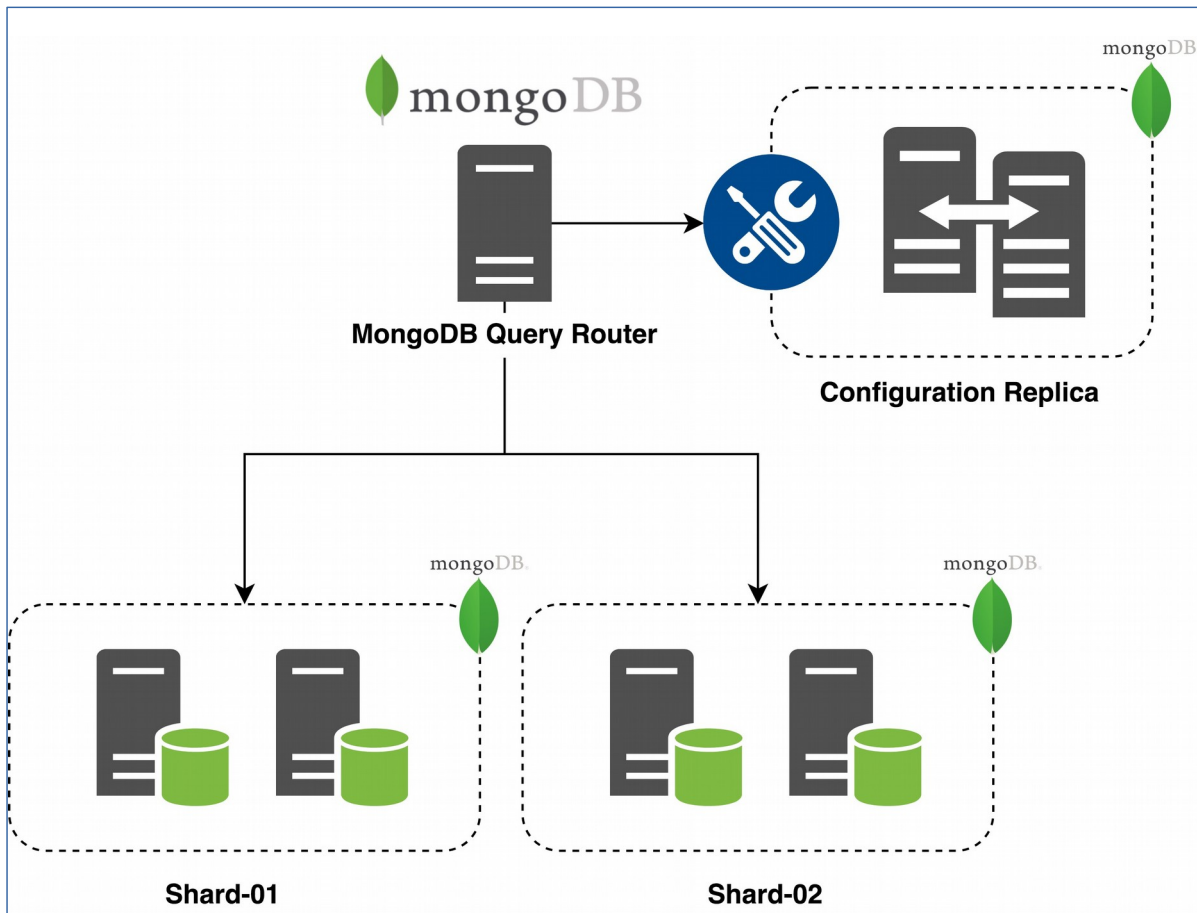 mongoDB
mongoDB
MongoDB Query Router
Configuration Replica
mongoDB.
mongoDB.
Shard-01
Shard-02